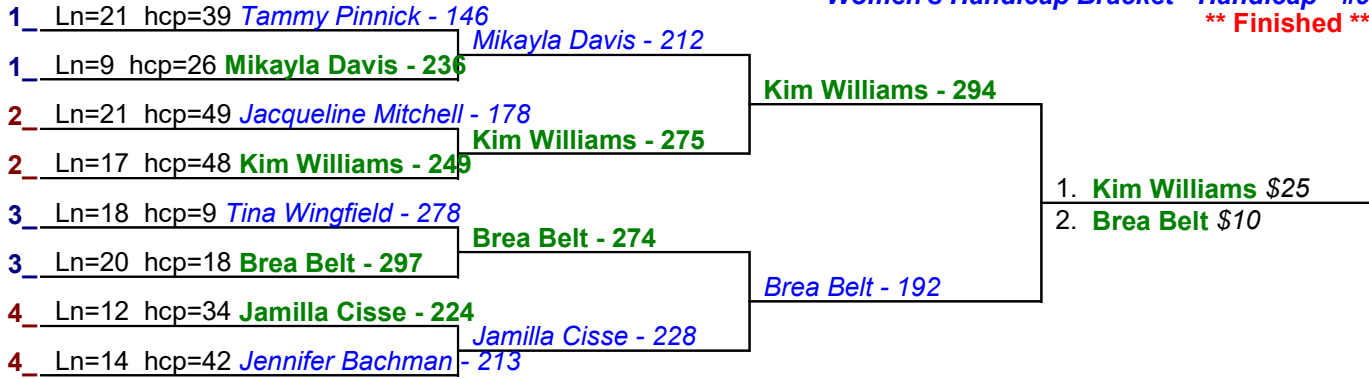 Women's Handicap Bracket - Handicap - #
** Finished **
1_ Ln=21 hcp=39 Tammy Pinnick - 146
1_ Ln=9 hcp=26 Mikayla Davis - 236
2_ Ln=21 hcp=49 Jacqueline Mitchell - 178
2_ Ln=17 hcp=48 Kim Williams - 249
3_ Ln=18 hcp=9 Tina Wingfield - 278
3_ Ln=20 hcp=18 Brea Belt - 297
4_ Ln=12 hcp=34 Jamilla Cisse - 224
4_ Ln=14 hcp=42 Jennifer Bachman - 213
Mikayla Davis - 212
Kim Williams - 275
Brea Belt - 274
Jamilla Cisse - 228
Kim Williams - 294
Brea Belt - 192
1. Kim Williams $25
2. Brea Belt $10